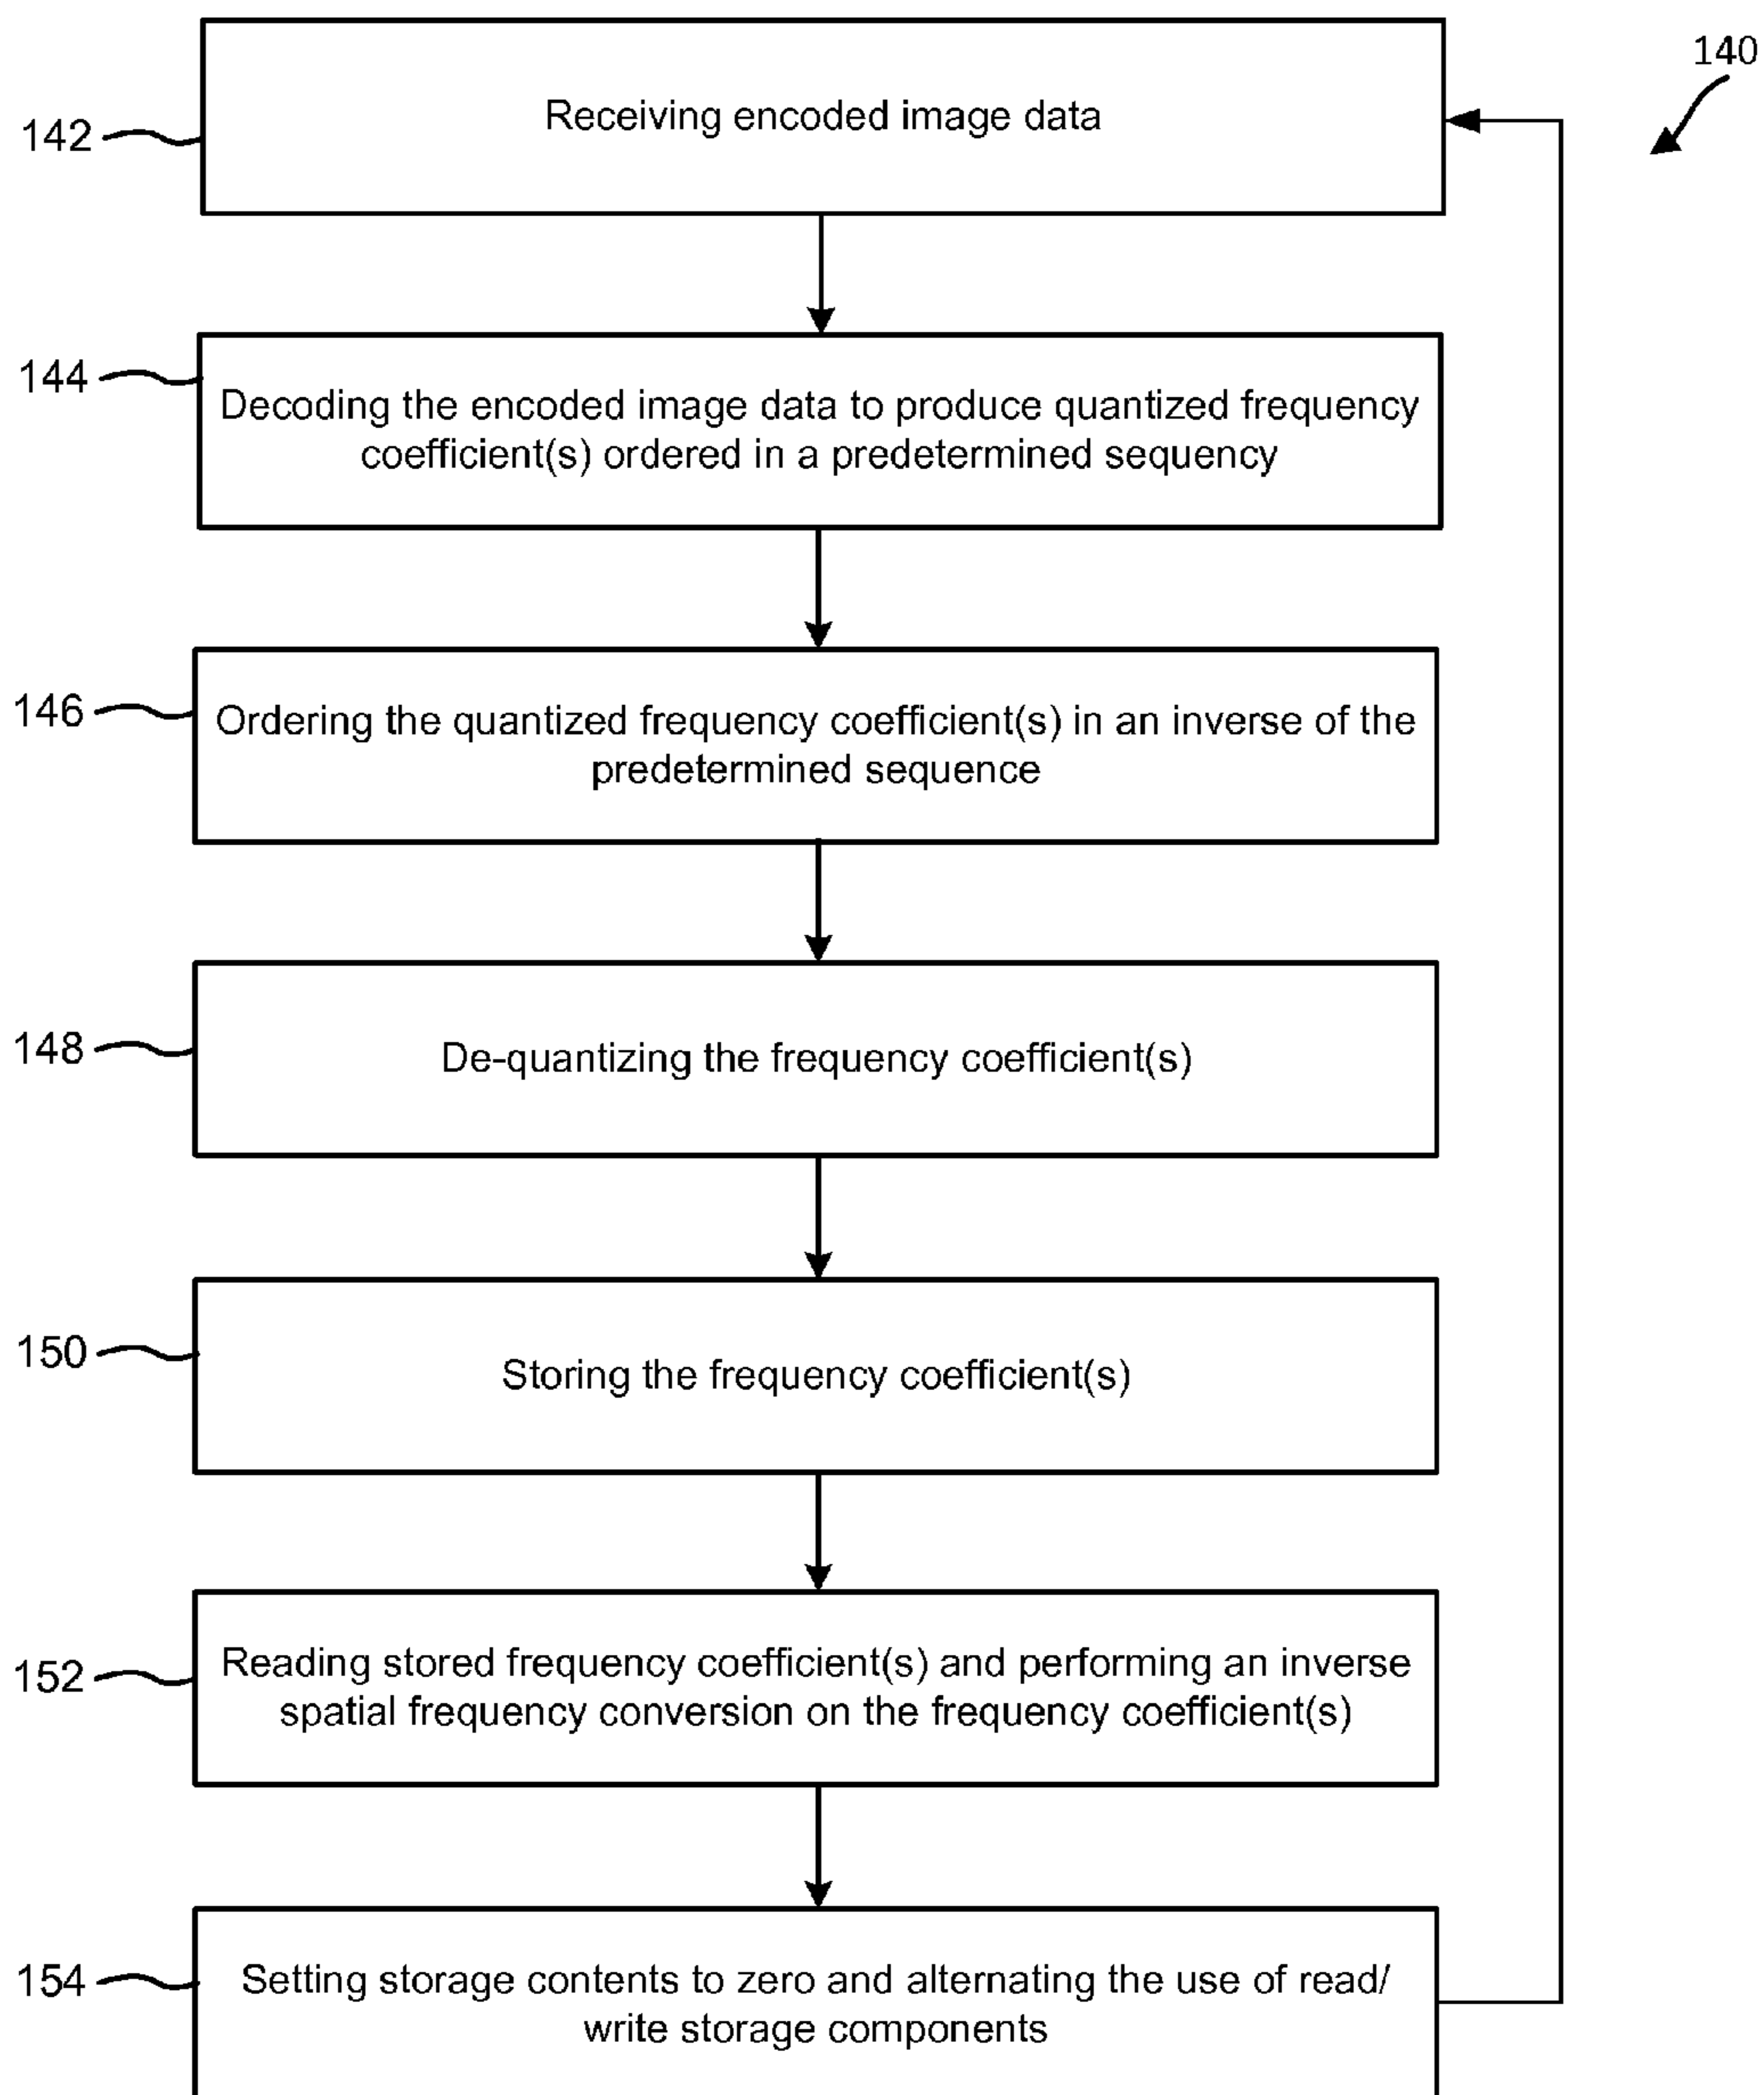 140
142
Receiving encoded image data
144
Decoding the encoded image data to produce quantized frequency
coefficient(s) ordered in a predetermined sequency
146
Ordering the quantized frequency coefficient(s) in an inverse of the
predetermined sequence
148
De-quantizing the frequency coefficient(s)
150
Storing the frequency coefficient(s)
152
Reading stored frequency coefficient(s) and performing an inverse
spatial frequency conversion on the frequency coefficient(s)
154
Setting storage contents to zero and alternating the use of read/
write storage components